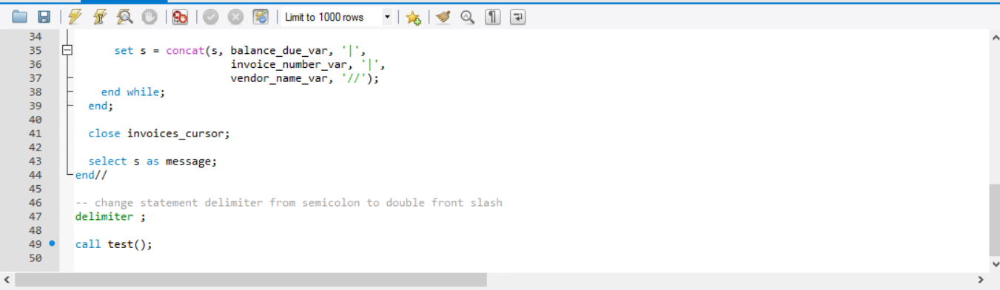 Limit to 1000 rows
34
35 set s = concat(s, balance_due_var, '|',
36 invoice_number_var, '|',
37 vendor_name_var, '//');
38 end while;
39 end;
40
41 close invoices_cursor;
42
43 select s as message;
44 end//
45
46 -- change statement delimiter from semicolon to double front slash
47 delimiter ;
48
49 call test();
50